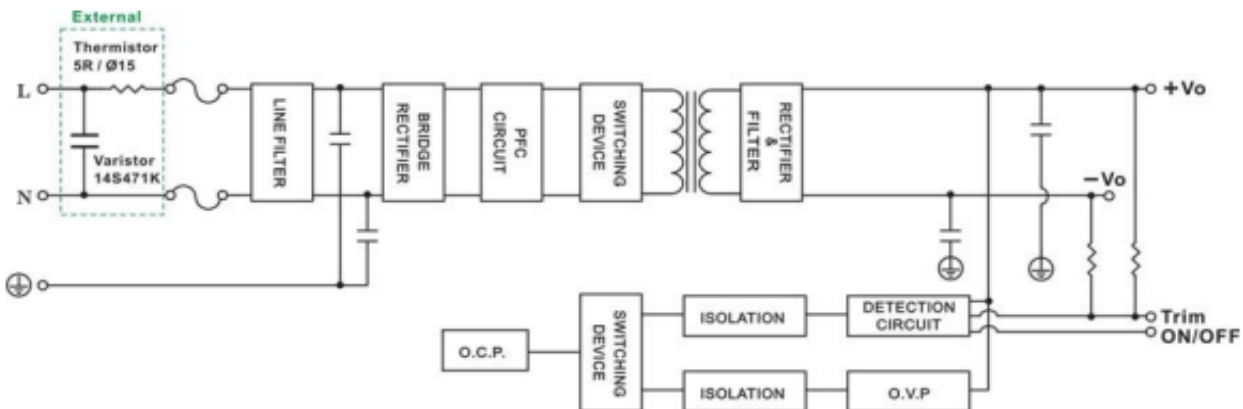 External
Thermistor
5R / Ø15
L
Varistor
14S471K
N
LINE FILTER
BRIDGE
RECTIFIER
PFC
CIRCUIT
SWITCHING
DEVICE
RECTIFIER
&
FILTER
+Vo
−Vo
O.C.P.
SWITCHING
DEVICE
ISOLATION
DETECTION
CIRCUIT
Trim
ON/OFF
ISOLATION
O.V.P